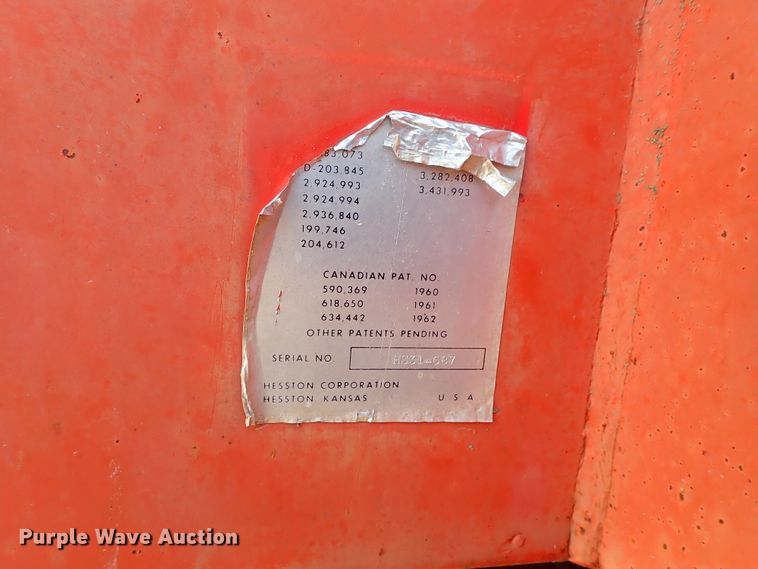 83,073
D-203,845 3,282,408
2,924,993 3,431,993
2,924,994
2,936,840
199,746
204,612
CANADIAN PAT. NO.
590,369 1960
618,650 1961
634,442 1962
OTHER PATENTS PENDING
SERIAL NO
HESSTON CORPORATION
HESSTON KANSAS U S A
Purple Wave Auction